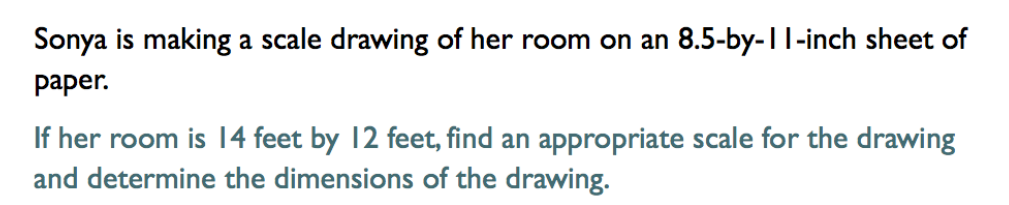 Sonya is making a scale drawing of her room on an 8.5-by-11-inch sheet of
paper.
If her room is 14 feet by 12 feet, find an appropriate scale for the drawing
and determine the dimensions of the drawing.